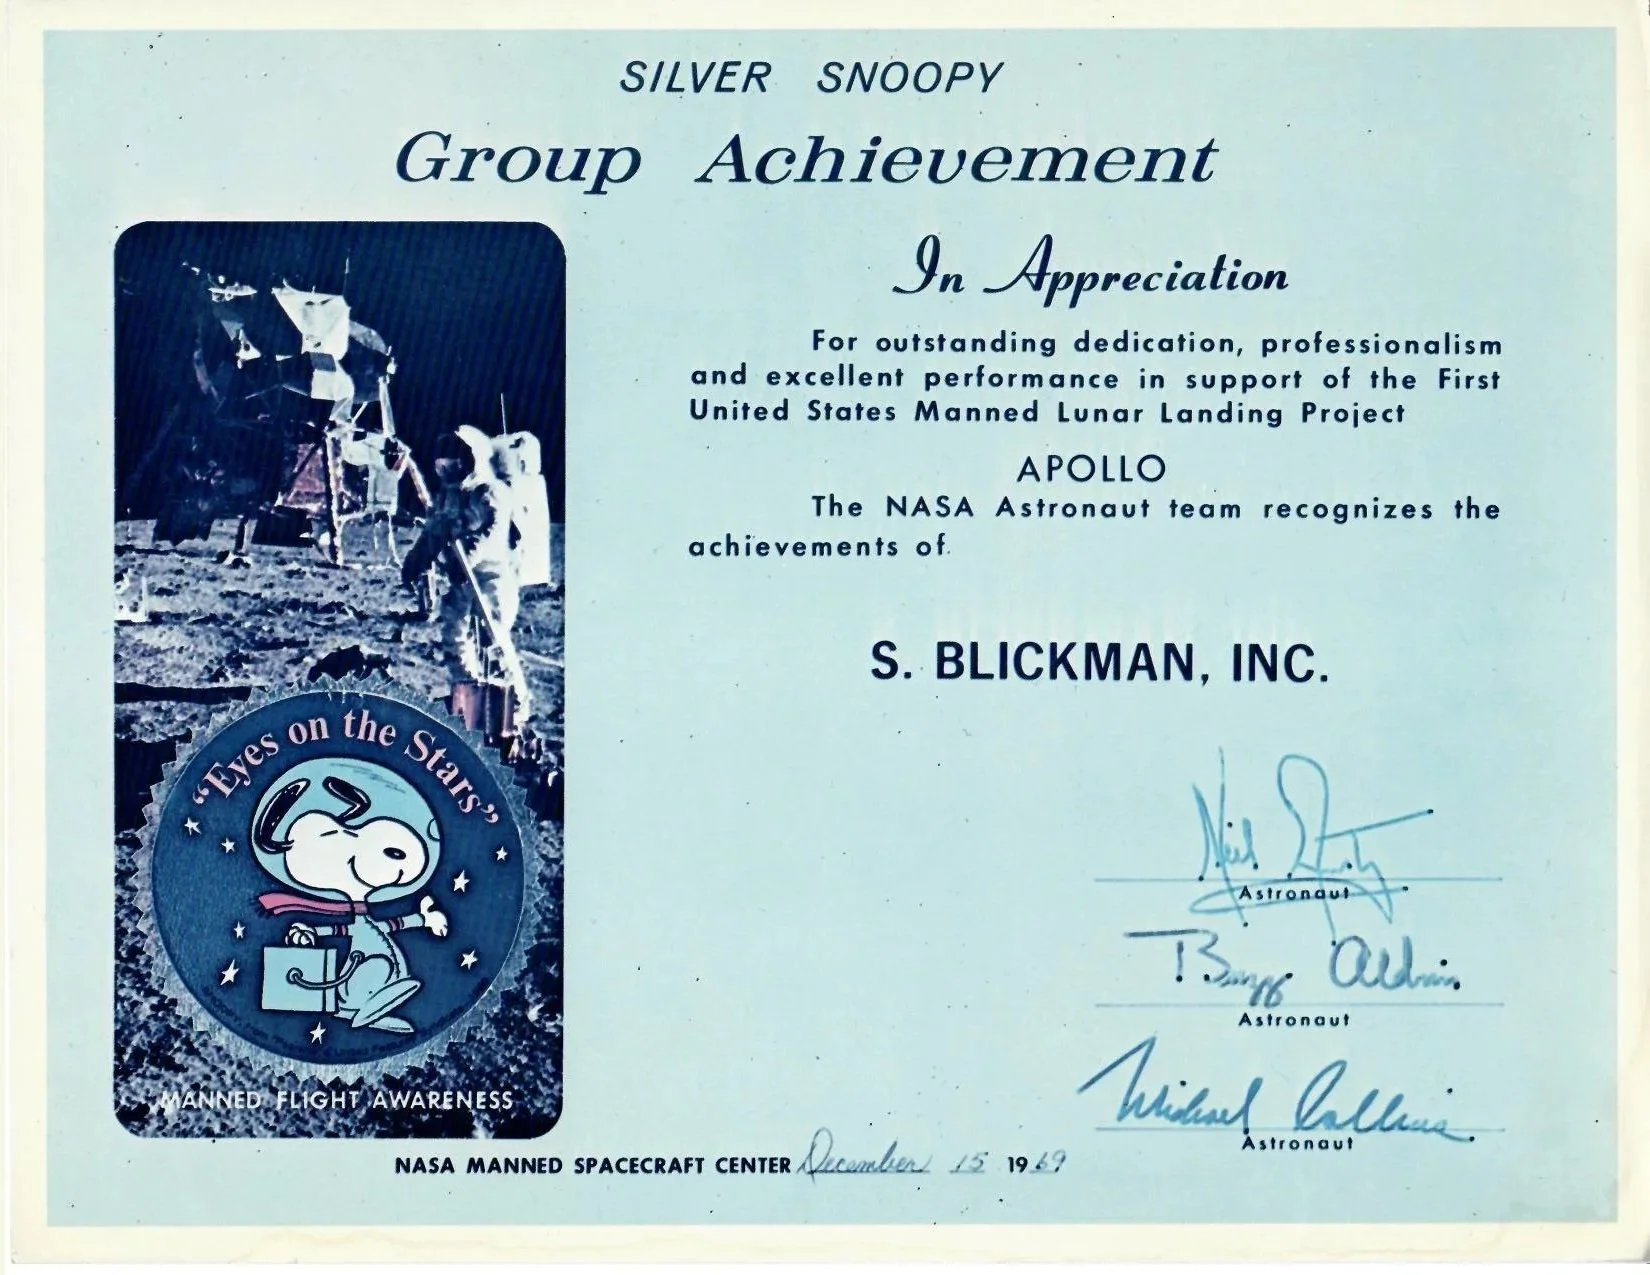 SILVER SNOOPY
Group Achievement
In Appreciation
For outstanding dedication, professionalism
and excellent performance in support of the First
United States Manned Lunar Landing Project
APOLLO
The NASA Astronaut team recognizes the
achievements of.
S. BLICKMAN, INC.
"Eyes on the Stars"
MANNED FLIGHT AWARENESS
Neil Armstrong
Astronaut
Buzz Aldrin
Astronaut
Michael Collins
Astronaut
NASA MANNED SPACECRAFT CENTER December 15 1969